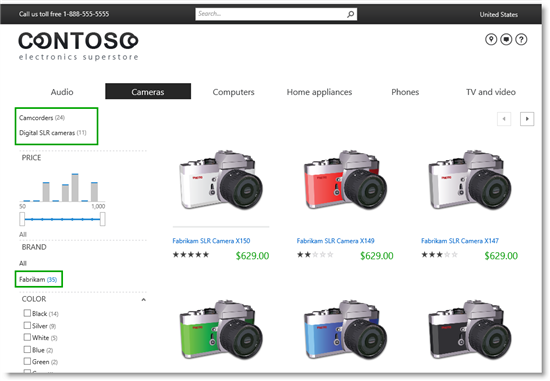 Call us toll free 1-888-555-5555
Search...
United States
CONTOSO
electronics superstore
Audio
Cameras
Computers
Home appliances
Phones
TV and video
Camcorders (24)
Digital SLR cameras (11)
PRICE
50 1,000
All
BRAND
All
Fabrikam (35)
COLOR
Black (14)
Silver (9)
White (5)
Blue (2)
Green (2)
Fabrikam SLR Camera X150
$629.00
Fabrikam SLR Camera X149
$629.00
Fabrikam SLR Camera X147
$629.00